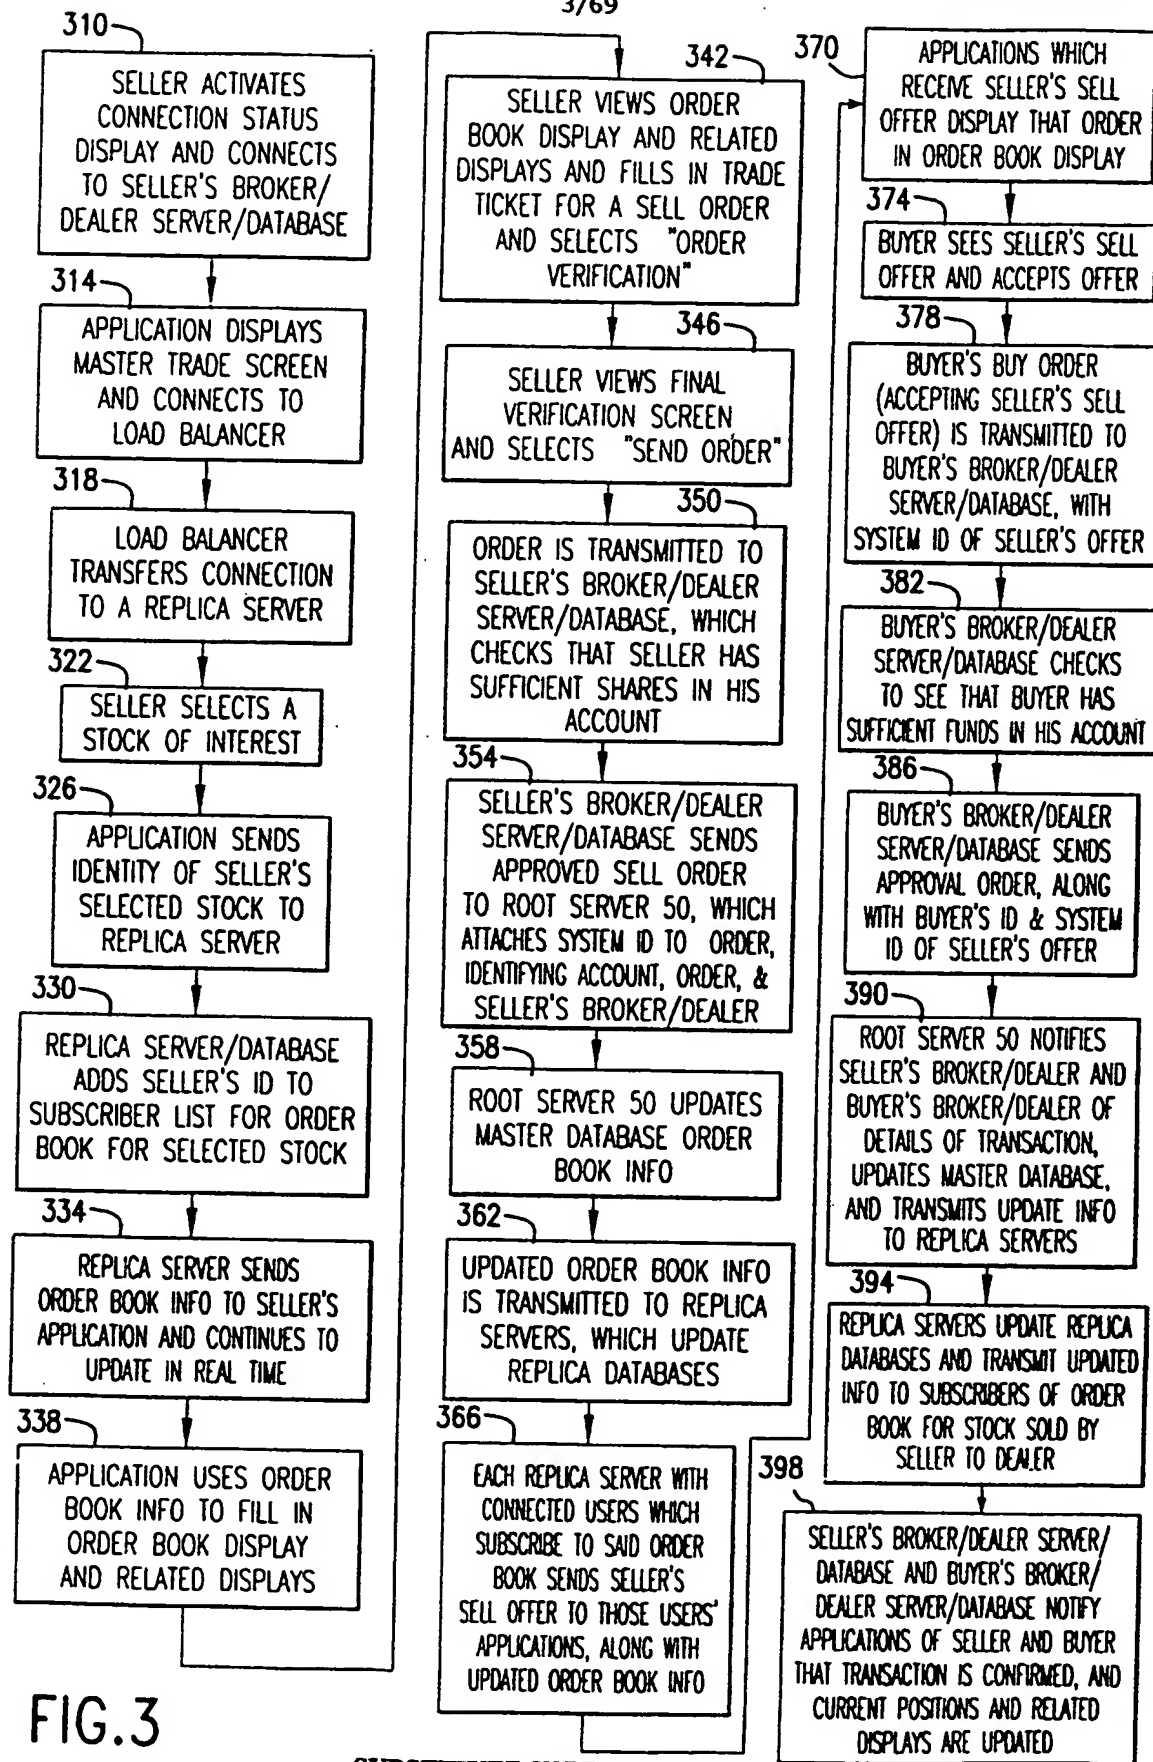 3/69
310
SELLER ACTIVATES
CONNECTION STATUS
DISPLAY AND CONNECTS
TO SELLER'S BROKER/
DEALER SERVER/DATABASE
314
APPLICATION DISPLAYS
MASTER TRADE SCREEN
AND CONNECTS TO
LOAD BALANCER
318
LOAD BALANCER
TRANSFERS CONNECTION
TO A REPLICA SERVER
322
SELLER SELECTS A
STOCK OF INTEREST
326
APPLICATION SENDS
IDENTITY OF SELLER'S
SELECTED STOCK TO
REPLICA SERVER
330
REPLICA SERVER/DATABASE
ADDS SELLER'S ID TO
SUBSCRIBER LIST FOR ORDER
BOOK FOR SELECTED STOCK
334
REPLICA SERVER SENDS
ORDER BOOK INFO TO SELLER'S
APPLICATION AND CONTINUES TO
UPDATE IN REAL TIME
338
APPLICATION USES ORDER
BOOK INFO TO FILL IN
ORDER BOOK DISPLAY
AND RELATED DISPLAYS
342
SELLER VIEWS ORDER
BOOK DISPLAY AND RELATED
DISPLAYS AND FILLS IN TRADE
TICKET FOR A SELL ORDER
AND SELECTS "ORDER
VERIFICATION"
346
SELLER VIEWS FINAL
VERIFICATION SCREEN
AND SELECTS "SEND ORDER"
350
ORDER IS TRANSMITTED TO
SELLER'S BROKER/DEALER
SERVER/DATABASE, WHICH
CHECKS THAT SELLER HAS
SUFFICIENT SHARES IN HIS
ACCOUNT
354
SELLER'S BROKER/DEALER
SERVER/DATABASE SENDS
APPROVED SELL ORDER
TO ROOT SERVER 50, WHICH
ATTACHES SYSTEM ID TO ORDER,
IDENTIFYING ACCOUNT, ORDER, &
SELLER'S BROKER/DEALER
358
ROOT SERVER 50 UPDATES
MASTER DATABASE ORDER
BOOK INFO
362
UPDATED ORDER BOOK INFO
IS TRANSMITTED TO REPLICA
SERVERS, WHICH UPDATE
REPLICA DATABASES
366
EACH REPLICA SERVER WITH
CONNECTED USERS WHICH
SUBSCRIBE TO SAID ORDER
BOOK SENDS SELLER'S
SELL OFFER TO THOSE USERS'
APPLICATIONS, ALONG WITH
UPDATED ORDER BOOK INFO
370
APPLICATIONS WHICH
RECEIVE SELLER'S SELL
OFFER DISPLAY THAT ORDER
IN ORDER BOOK DISPLAY
374
BUYER SEES SELLER'S SELL
OFFER AND ACCEPTS OFFER
378
BUYER'S BUY ORDER
(ACCEPTING SELLER'S SELL
OFFER) IS TRANSMITTED TO
BUYER'S BROKER/DEALER
SERVER/DATABASE, WITH
SYSTEM ID OF SELLER'S OFFER
382
BUYER'S BROKER/DEALER
SERVER/DATABASE CHECKS
TO SEE THAT BUYER HAS
SUFFICIENT FUNDS IN HIS ACCOUNT
386
BUYER'S BROKER/DEALER
SERVER/DATABASE SENDS
APPROVAL ORDER, ALONG
WITH BUYER'S ID & SYSTEM
ID OF SELLER'S OFFER
390
ROOT SERVER 50 NOTIFIES
SELLER'S BROKER/DEALER AND
BUYER'S BROKER/DEALER OF
DETAILS OF TRANSACTION,
UPDATES MASTER DATABASE,
AND TRANSMITS UPDATE INFO
TO REPLICA SERVERS
394
REPLICA SERVERS UPDATE REPLICA
DATABASES AND TRANSMIT UPDATED
INFO TO SUBSCRIBERS OF ORDER
BOOK FOR STOCK SOLD BY
SELLER TO DEALER
398
SELLER'S BROKER/DEALER SERVER/
DATABASE AND BUYER'S BROKER/
DEALER SERVER/DATABASE NOTIFY
APPLICATIONS OF SELLER AND BUYER
THAT TRANSACTION IS CONFIRMED, AND
CURRENT POSITIONS AND RELATED
DISPLAYS ARE UPDATED
FIG.3